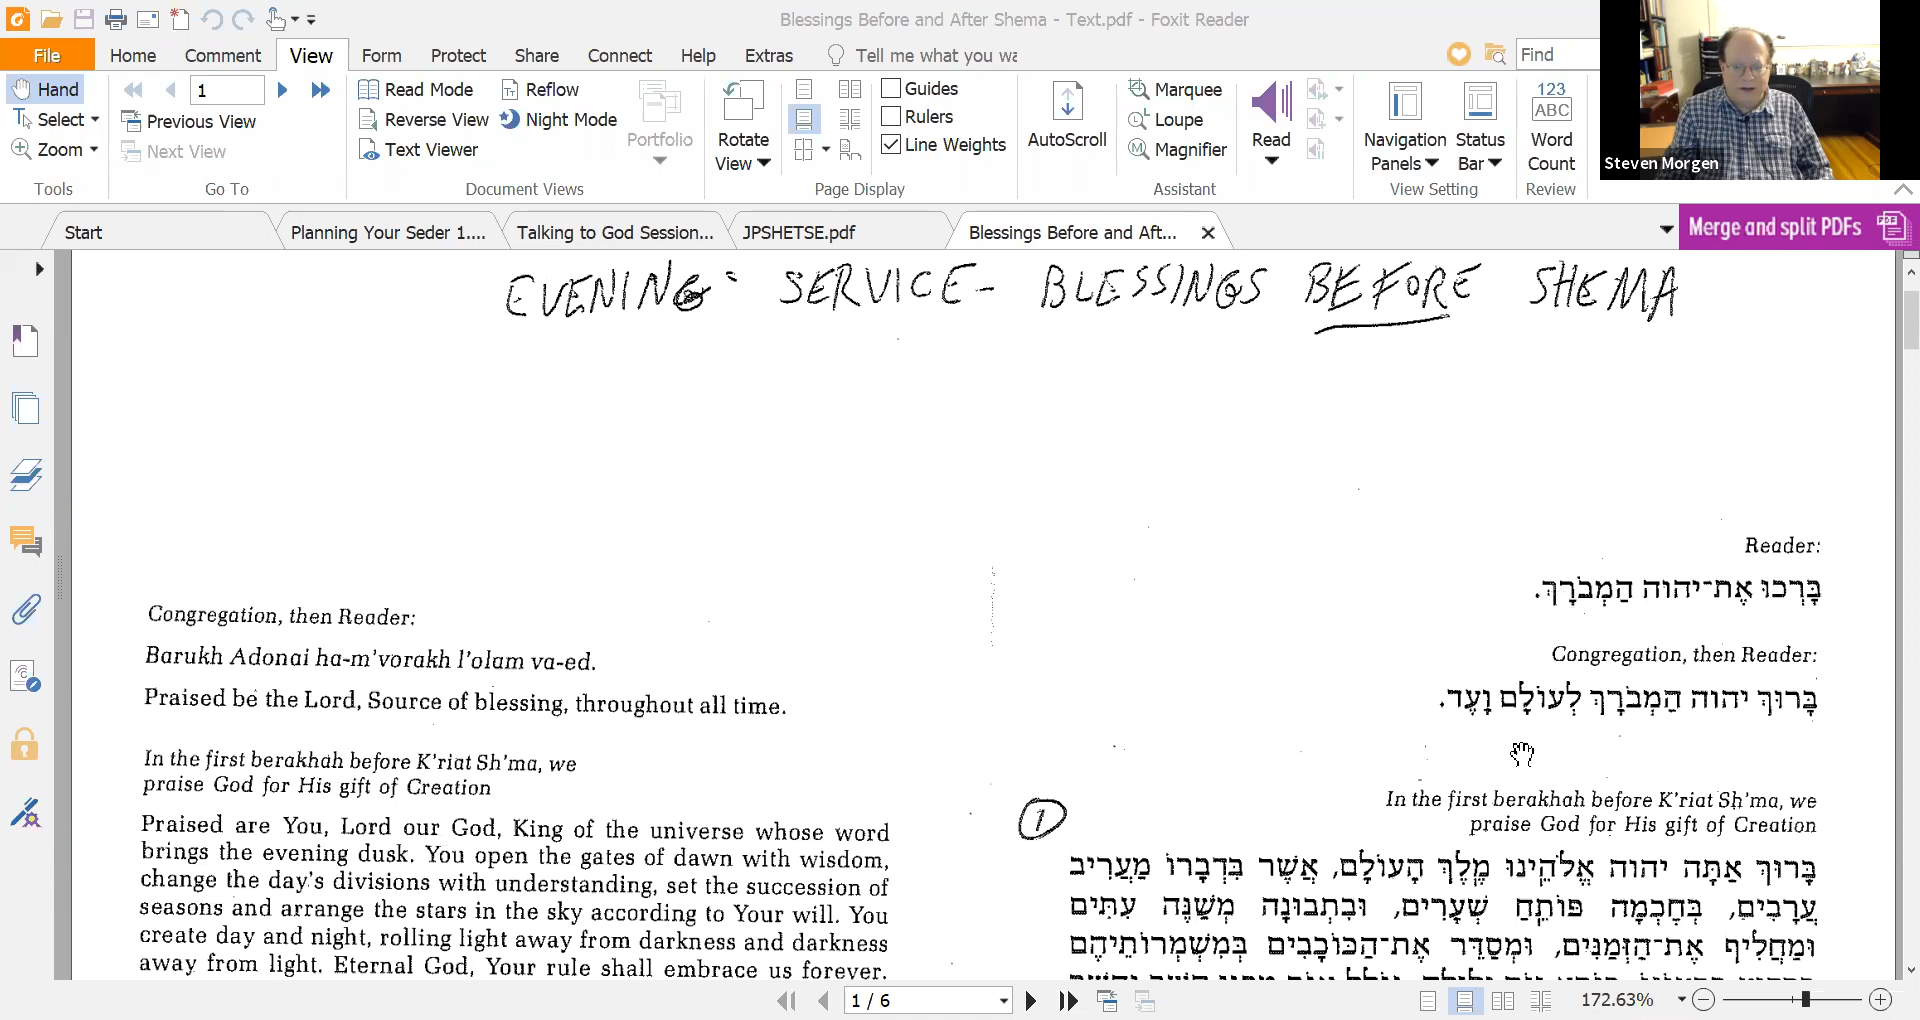 Blessings Before and After Shema - Text.pdf - Foxit Reader
File Home Comment View Form Protect Share Connect Help Extras Tell me what you wa Find
Hand
Select
Zoom
Tools
1
Previous View
Next View
Go To
Read Mode
Reverse View
Text Viewer
Reflow
Night Mode
Document Views
Portfolio
Rotate
View
Page Display
Guides
Rulers
Line Weights
AutoScroll
Marquee
Loupe
Magnifier
Assistant
Read
Navigation
Panels
Status
Bar
View Setting
123
ABC
Word
Count
Review
Steven Morgen
Start
Planning Your Seder 1....
Talking to God Session...
JPSHETSE.pdf
Blessings Before and Aft...
Merge and split PDFs
EVENING SERVICE - BLESSINGS BEFORE SHEMA
Reader:
בָּרְכוּ אֶת־יהוה הַמְבֹרָךְ.
Congregation, then Reader:
בָּרוּךְ יהוה הַמְבֹרָךְ לְעוֹלָם וָעֶד.
In the first berakhah before K'riat Sh'ma, we
praise God for His gift of Creation
1
בָּרוּךְ אַתָּה יהוה אֱלֹהֵינוּ מֶלֶךְ הָעוֹלָם, אֲשֶׁר בִּדְבָרוֹ מַעֲרִיב
עֲרָבִים, בְּחָכְמָה פּוֹתֵחַ שְׁעָרִים, וּבִתְבוּנָה מְשַׁנֶּה עִתִּים
וּמַחֲלִיף אֶת־הַזְּמַנִּים, וּמְסַדֵּר אֶת־הַכּוֹכָבִים בְּמִשְׁמְרוֹתֵיהֶם
Congregation, then Reader:
Barukh Adonai ha-m'vorakh l'olam va-ed.
Praised be the Lord, Source of blessing, throughout all time.
In the first berakhah before K'riat Sh'ma, we
praise God for His gift of Creation
Praised are You, Lord our God, King of the universe whose word
brings the evening dusk. You open the gates of dawn with wisdom,
change the day's divisions with understanding, set the succession of
seasons and arrange the stars in the sky according to Your will. You
create day and night, rolling light away from darkness and darkness
away from light. Eternal God, Your rule shall embrace us forever.
1 / 6
172.63%